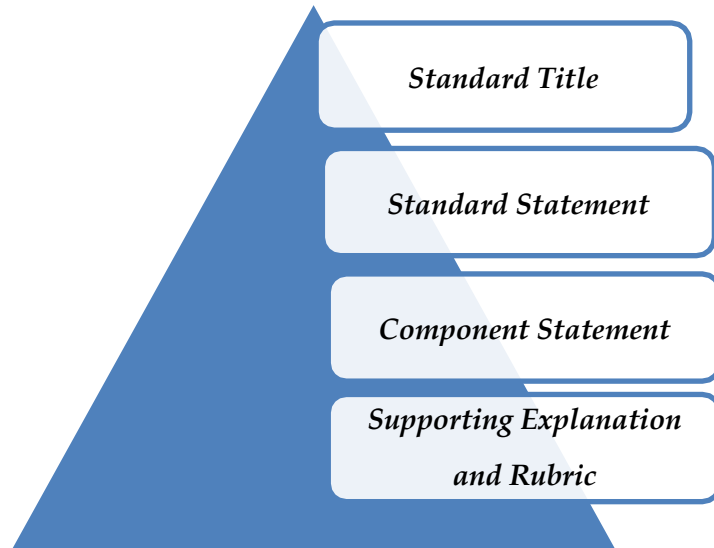 Standard Title
Standard Statement
Component Statement
Supporting Explanation
and Rubric